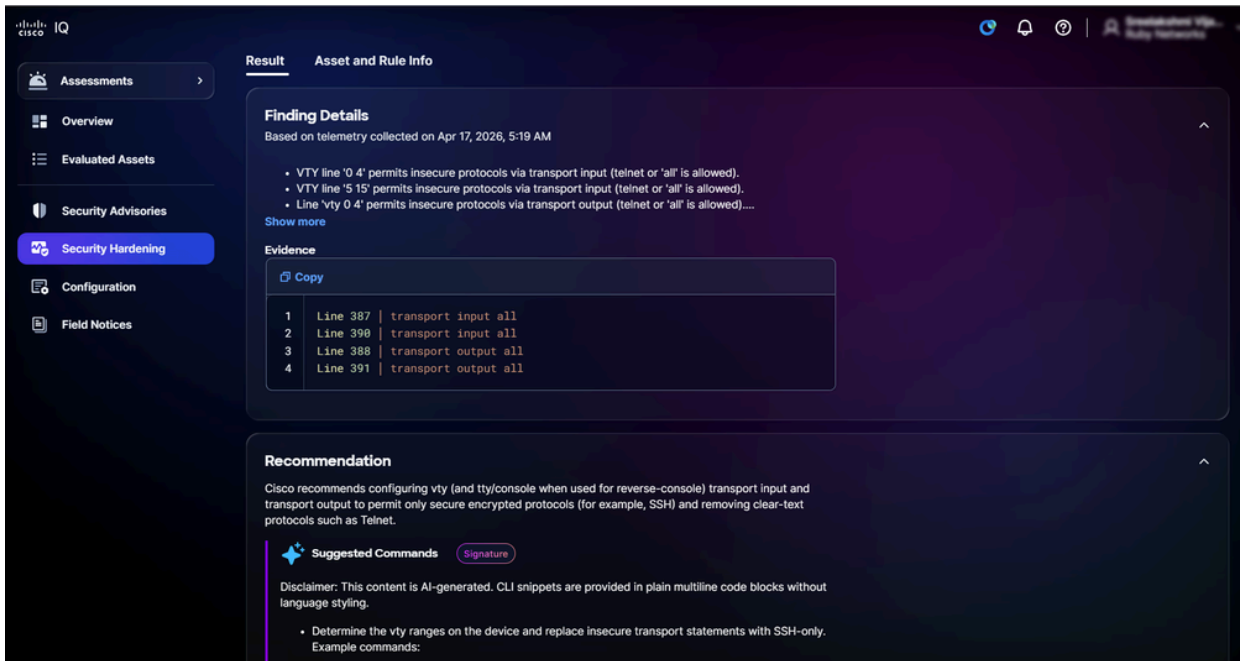 CISCO IQ
Assessments
Overview
Evaluated Assets
Security Advisories
Security Hardening
Configuration
Field Notices
Result Asset and Rule Info
Finding Details
Based on telemetry collected on Apr 17, 2026, 5:19 AM
• VTY line '0 4' permits insecure protocols via transport input (telnet or 'all' is allowed).
• VTY line '5 15' permits insecure protocols via transport input (telnet or 'all' is allowed).
• Line 'vty 0 4' permits insecure protocols via transport output (telnet or 'all' is allowed)....
Show more
Evidence
Copy
1 Line 387 | transport input all
2 Line 390 | transport input all
3 Line 388 | transport output all
4 Line 391 | transport output all
Recommendation
Cisco recommends configuring vty (and tty/console when used for reverse-console) transport input and
transport output to permit only secure encrypted protocols (for example, SSH) and removing clear-text
protocols such as Telnet.
Suggested Commands Signature
Disclaimer: This content is AI-generated. CLI snippets are provided in plain multiline code blocks without
language styling.
• Determine the vty ranges on the device and replace insecure transport statements with SSH-only.
Example commands: